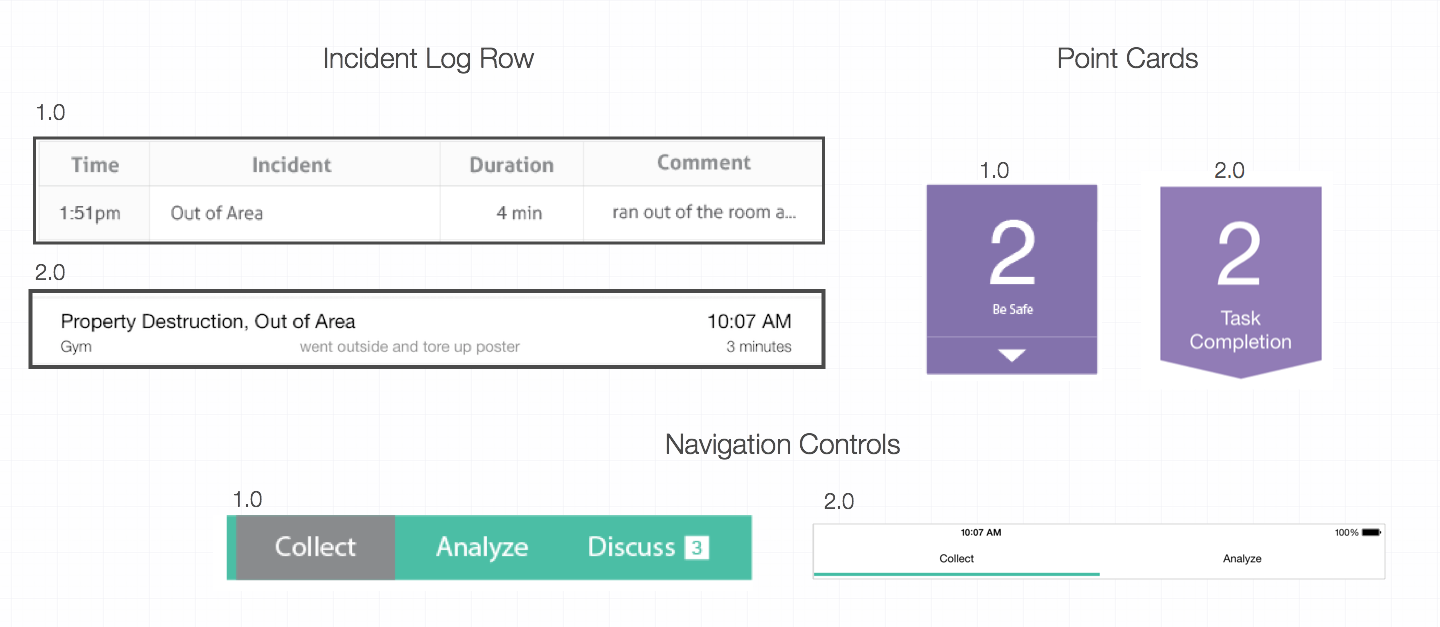 Incident Log Row
1.0
Time Incident Duration Comment
1:51pm Out of Area 4 min ran out of the room a...
2.0
Property Destruction, Out of Area 10:07 AM
Gym went outside and tore up poster 3 minutes
Point Cards
1.0
2
Be Safe
2.0
2
Task
Completion
Navigation Controls
1.0
Collect Analyze Discuss 3
2.0
10:07 AM 100%
Collect Analyze